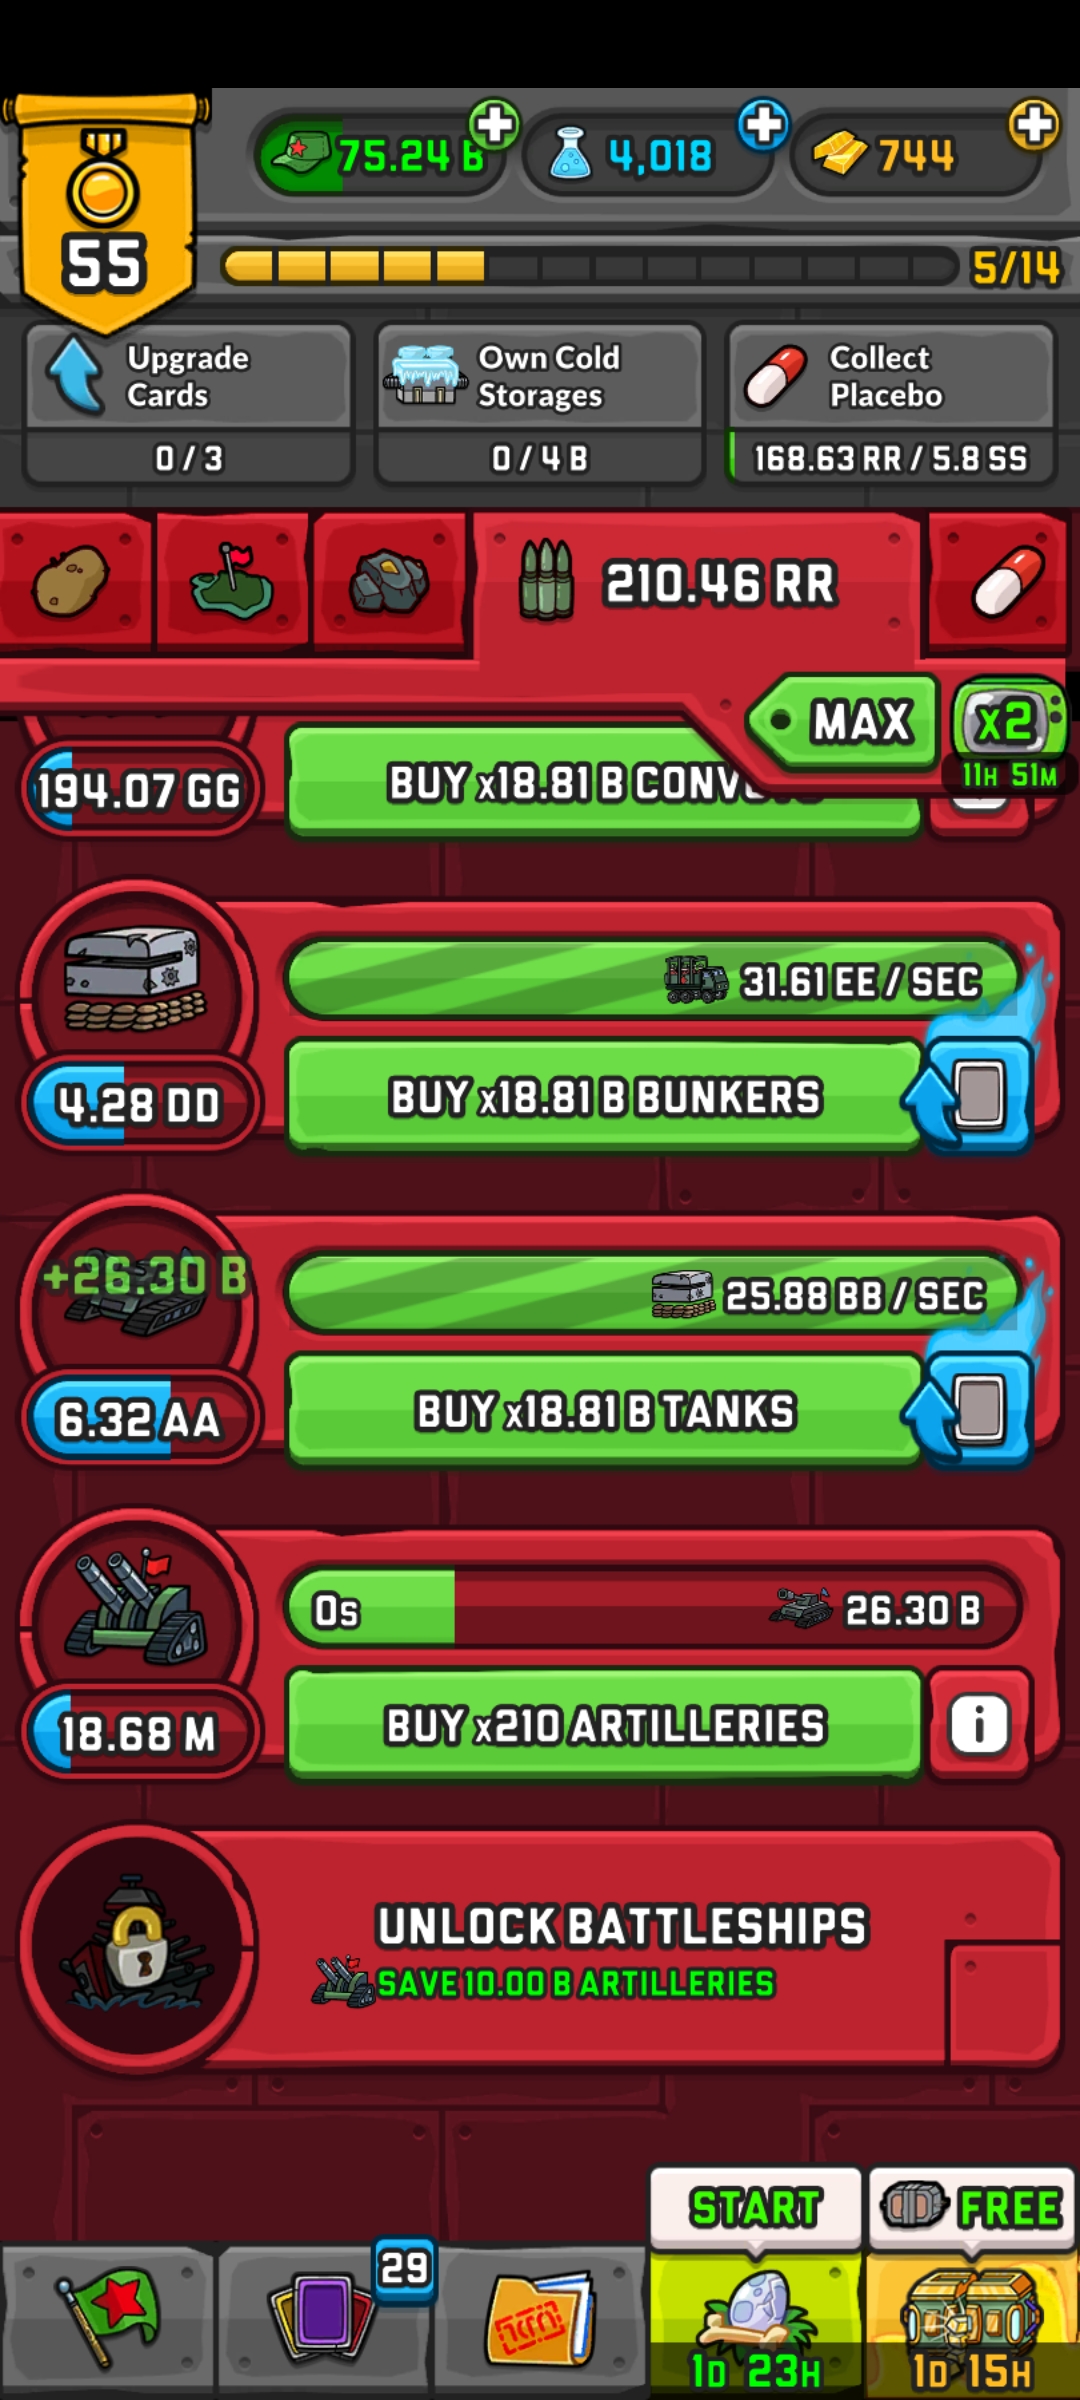 55
75.24 B
4,018
744
5/14
Upgrade
Cards
0 / 3
Own Cold
Storages
0 / 4 B
Collect
Placebo
168.63 RR / 5.8 SS
210.46 RR
MAX
x2
11H 51M
194.07 GG
BUY x18.81 B
31.61 EE / SEC
4.28 DD
BUY x18.81 B BUNKERS
+26.30 B
25.88 BB / SEC
6.32 AA
BUY x18.81 B TANKS
0s
26.30 B
18.68 M
BUY x210 ARTILLERIES
i
UNLOCK BATTLESHIPS
SAVE 10.00 B ARTILLERIES
START
FREE
29
1D 23H
1D 15H